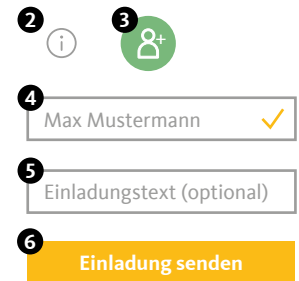 2 3
i
4
Max Mustermann
5
Einladungstext (optional)
6
Einladung senden